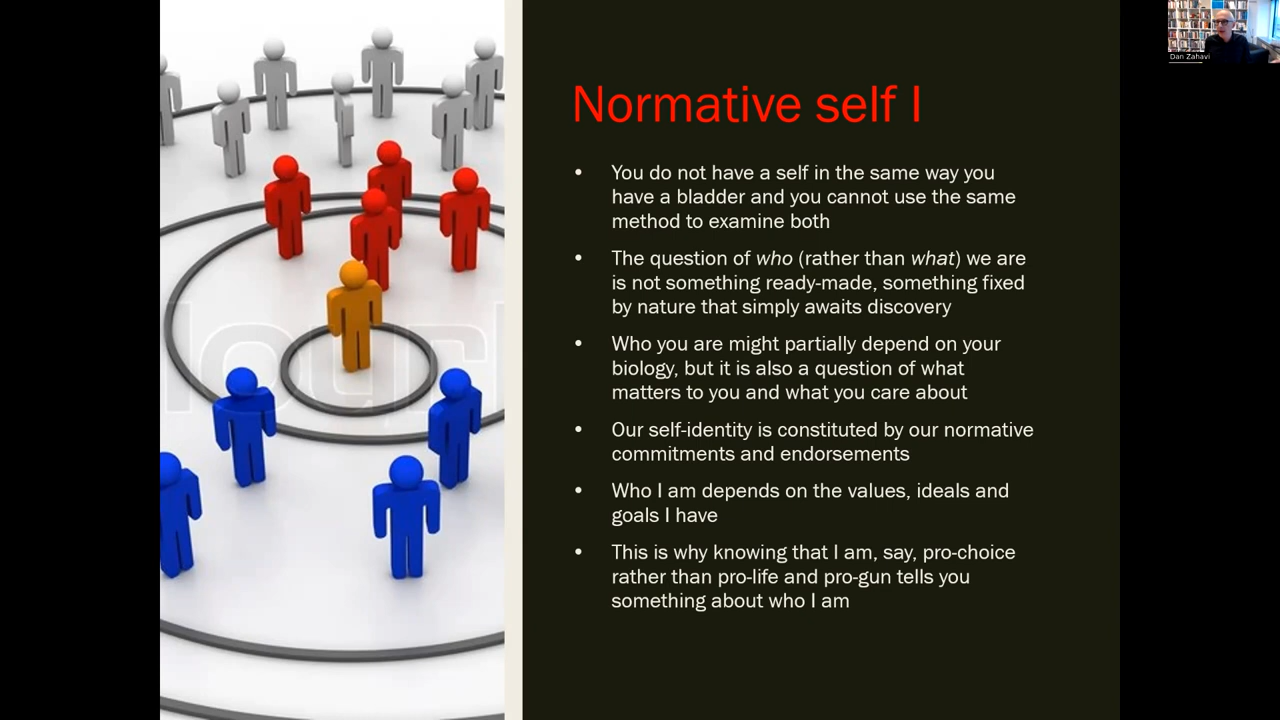 Normative self I
• You do not have a self in the same way you
have a bladder and you cannot use the same
method to examine both
• The question of who (rather than what) we are
is not something ready-made, something fixed
by nature that simply awaits discovery
• Who you are might partially depend on your
biology, but it is also a question of what
matters to you and what you care about
• Our self-identity is constituted by our normative
commitments and endorsements
• Who I am depends on the values, ideals and
goals I have
• This is why knowing that I am, say, pro-choice
rather than pro-life and pro-gun tells you
something about who I am
Dan Zahavi